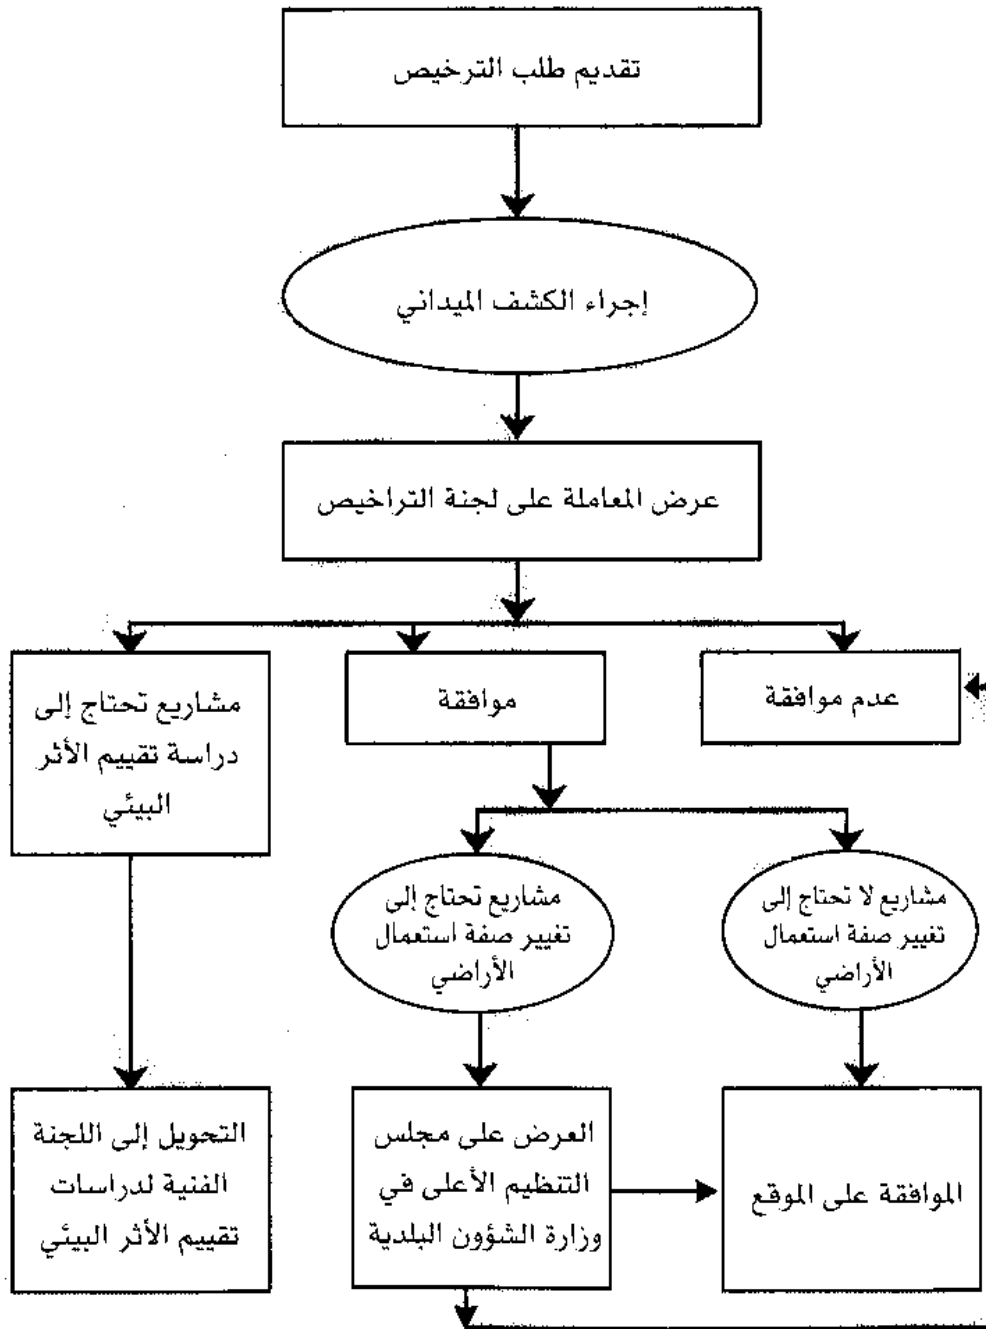 تقديم طلب الترخيص
إجراء الكشف الميداني
عرض المعاملة على لجنة التراخيص
عدم موافقة
موافقة
مشاريع تحتاج إلى
دراسة تقييم الأثر
البيئي
مشاريع لا تحتاج إلى
تغيير صفة استعمال
الأراضي
مشاريع تحتاج إلى
تغيير صفة استعمال
الأراضي
الموافقة على الموقع
العرض على مجلس
التنظيم الأعلى في
وزارة الشؤون البلدية
التحويل إلى اللجنة
الفنية لدراسات
تقييم الأثر البيئي